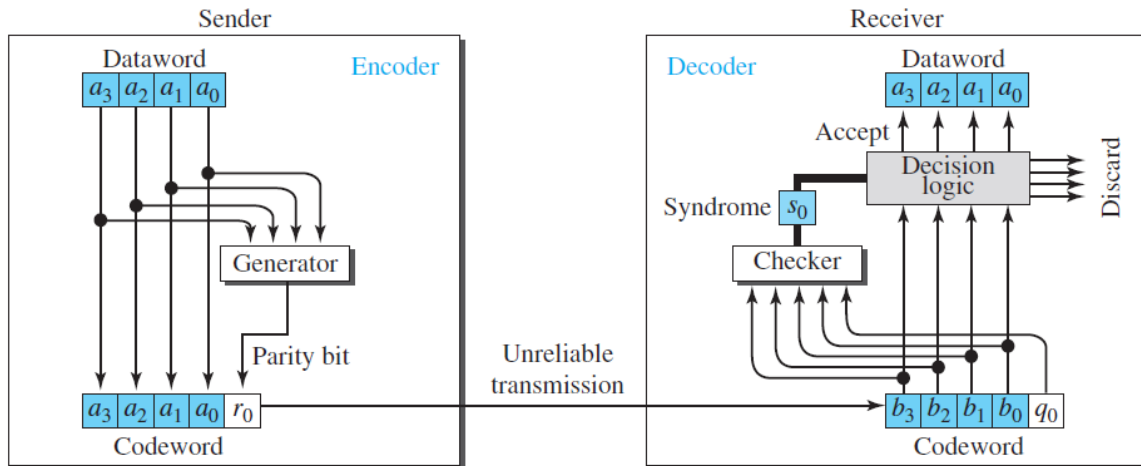 Sender
Dataword
Encoder
a₃ a₂ a₁ a₀
Generator
Parity bit
a₃ a₂ a₁ a₀ r₀
Codeword
Unreliable
transmission
Receiver
Decoder
Dataword
a₃ a₂ a₁ a₀
Accept
Decision
logic
Discard
Syndrome s₀
Checker
b₃ b₂ b₁ b₀ q₀
Codeword